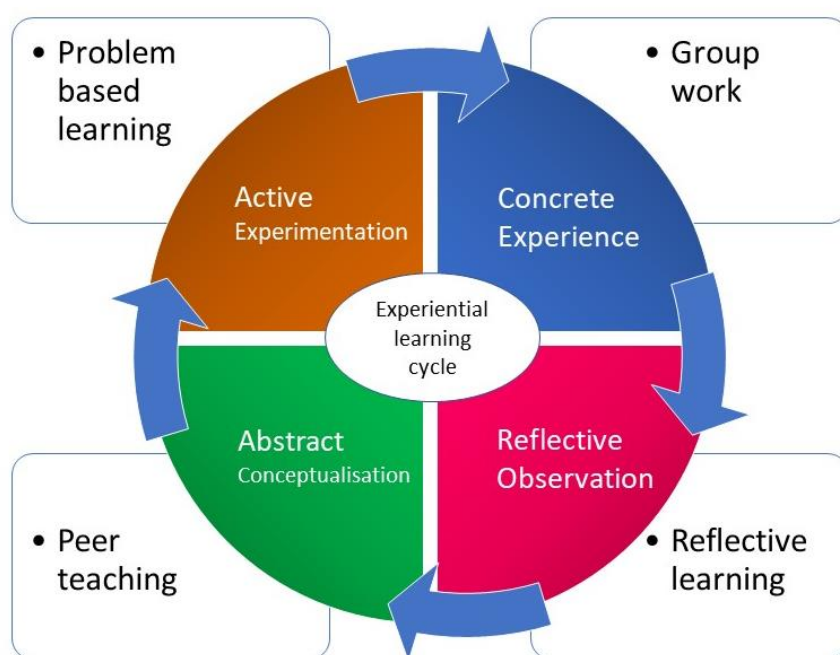 • Problem
based
learning
• Group
work
Active
Experimentation
Concrete
Experience
Experiential
learning
cycle
Abstract
Conceptualisation
Reflective
Observation
• Peer
teaching
• Reflective
learning